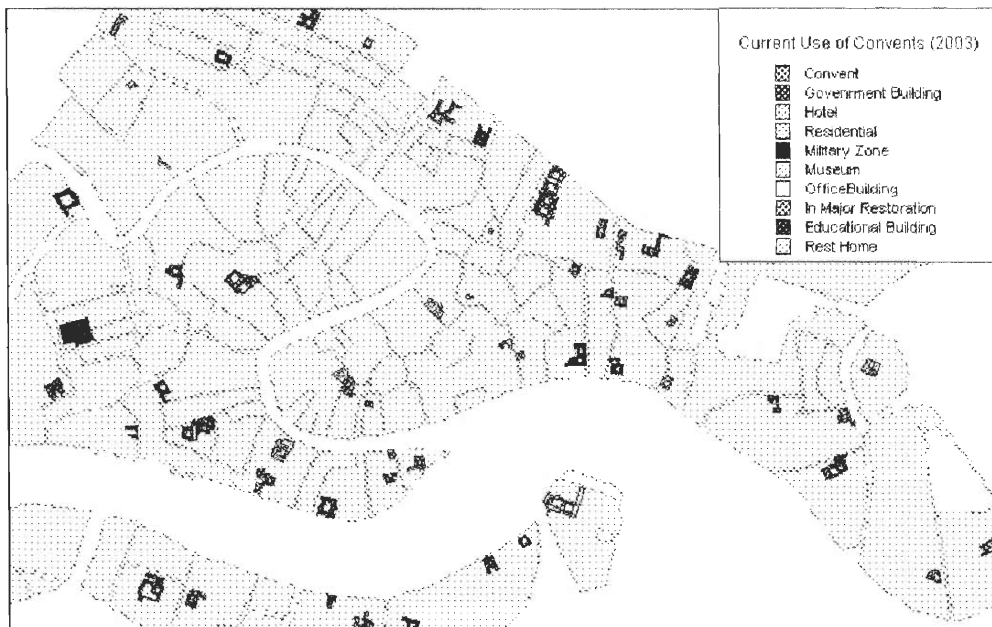 Current Use of Convents (2003)
Convent
Government Building
Hotel
Residential
Military Zone
Museum
OfficeBuilding
In Major Restoration
Educational Building
Rest Home